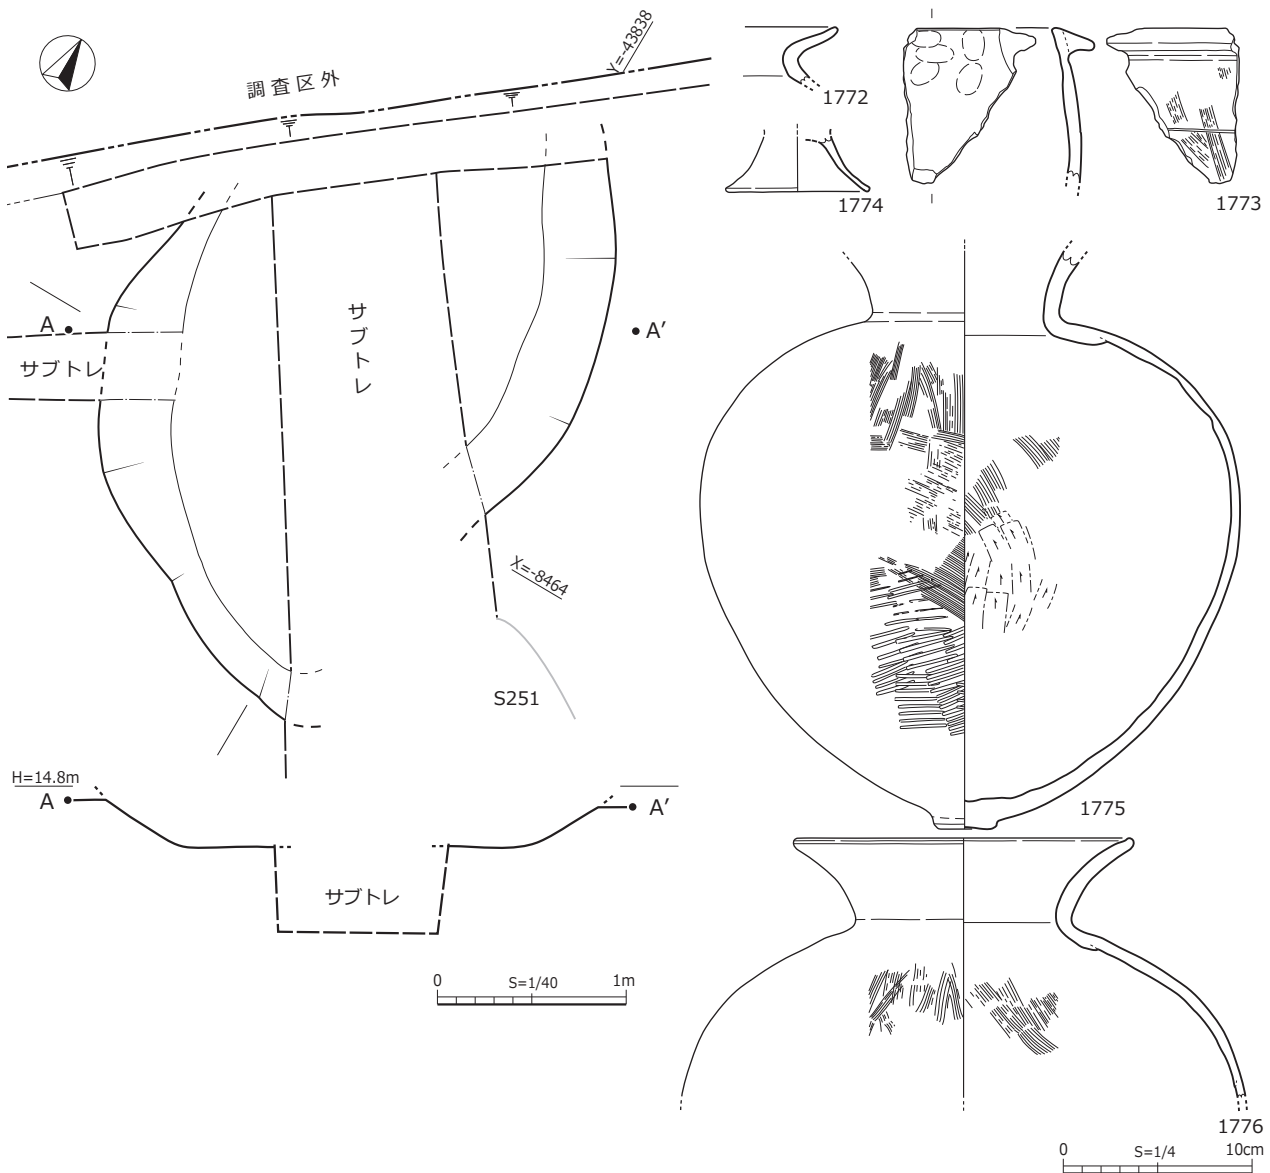 Y=-43838
調査区外
A
A′
サブトレ
サブトレ
X=-8464
S251
H=14.8m
A
A′
サブトレ
0 S=1/40 1m
1772
1773
1774
1775
1776
0 S=1/4 10cm